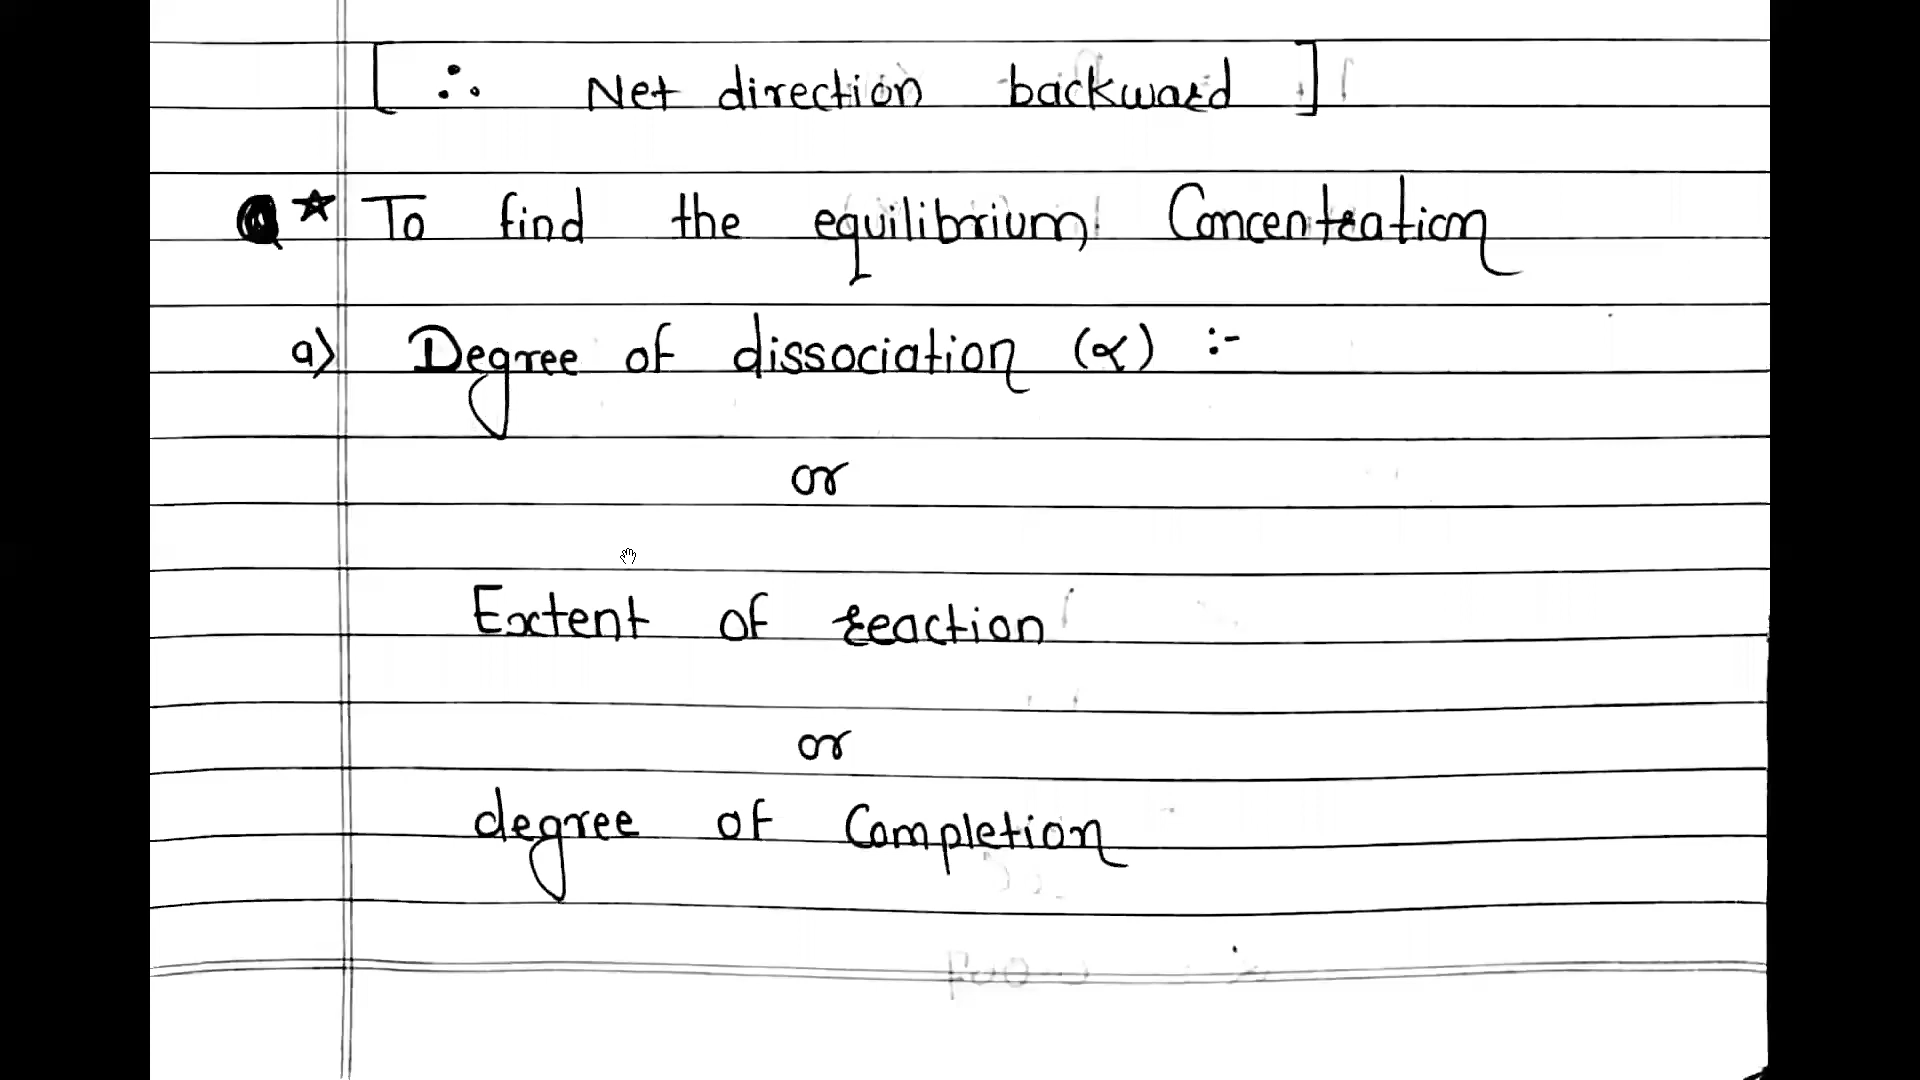 [ ∴ Net direction backward ]
☆ To find the equilibrium Concentration
a) Degree of dissociation (α) :-
or
Extent of reaction
or
degree of Completion